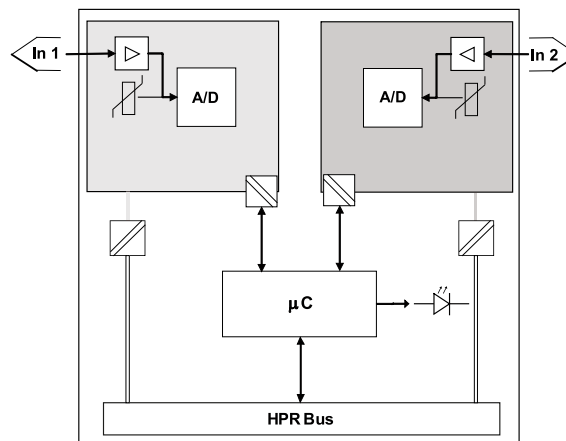 In 1
In 2
A/D
A/D
μC
HPR Bus